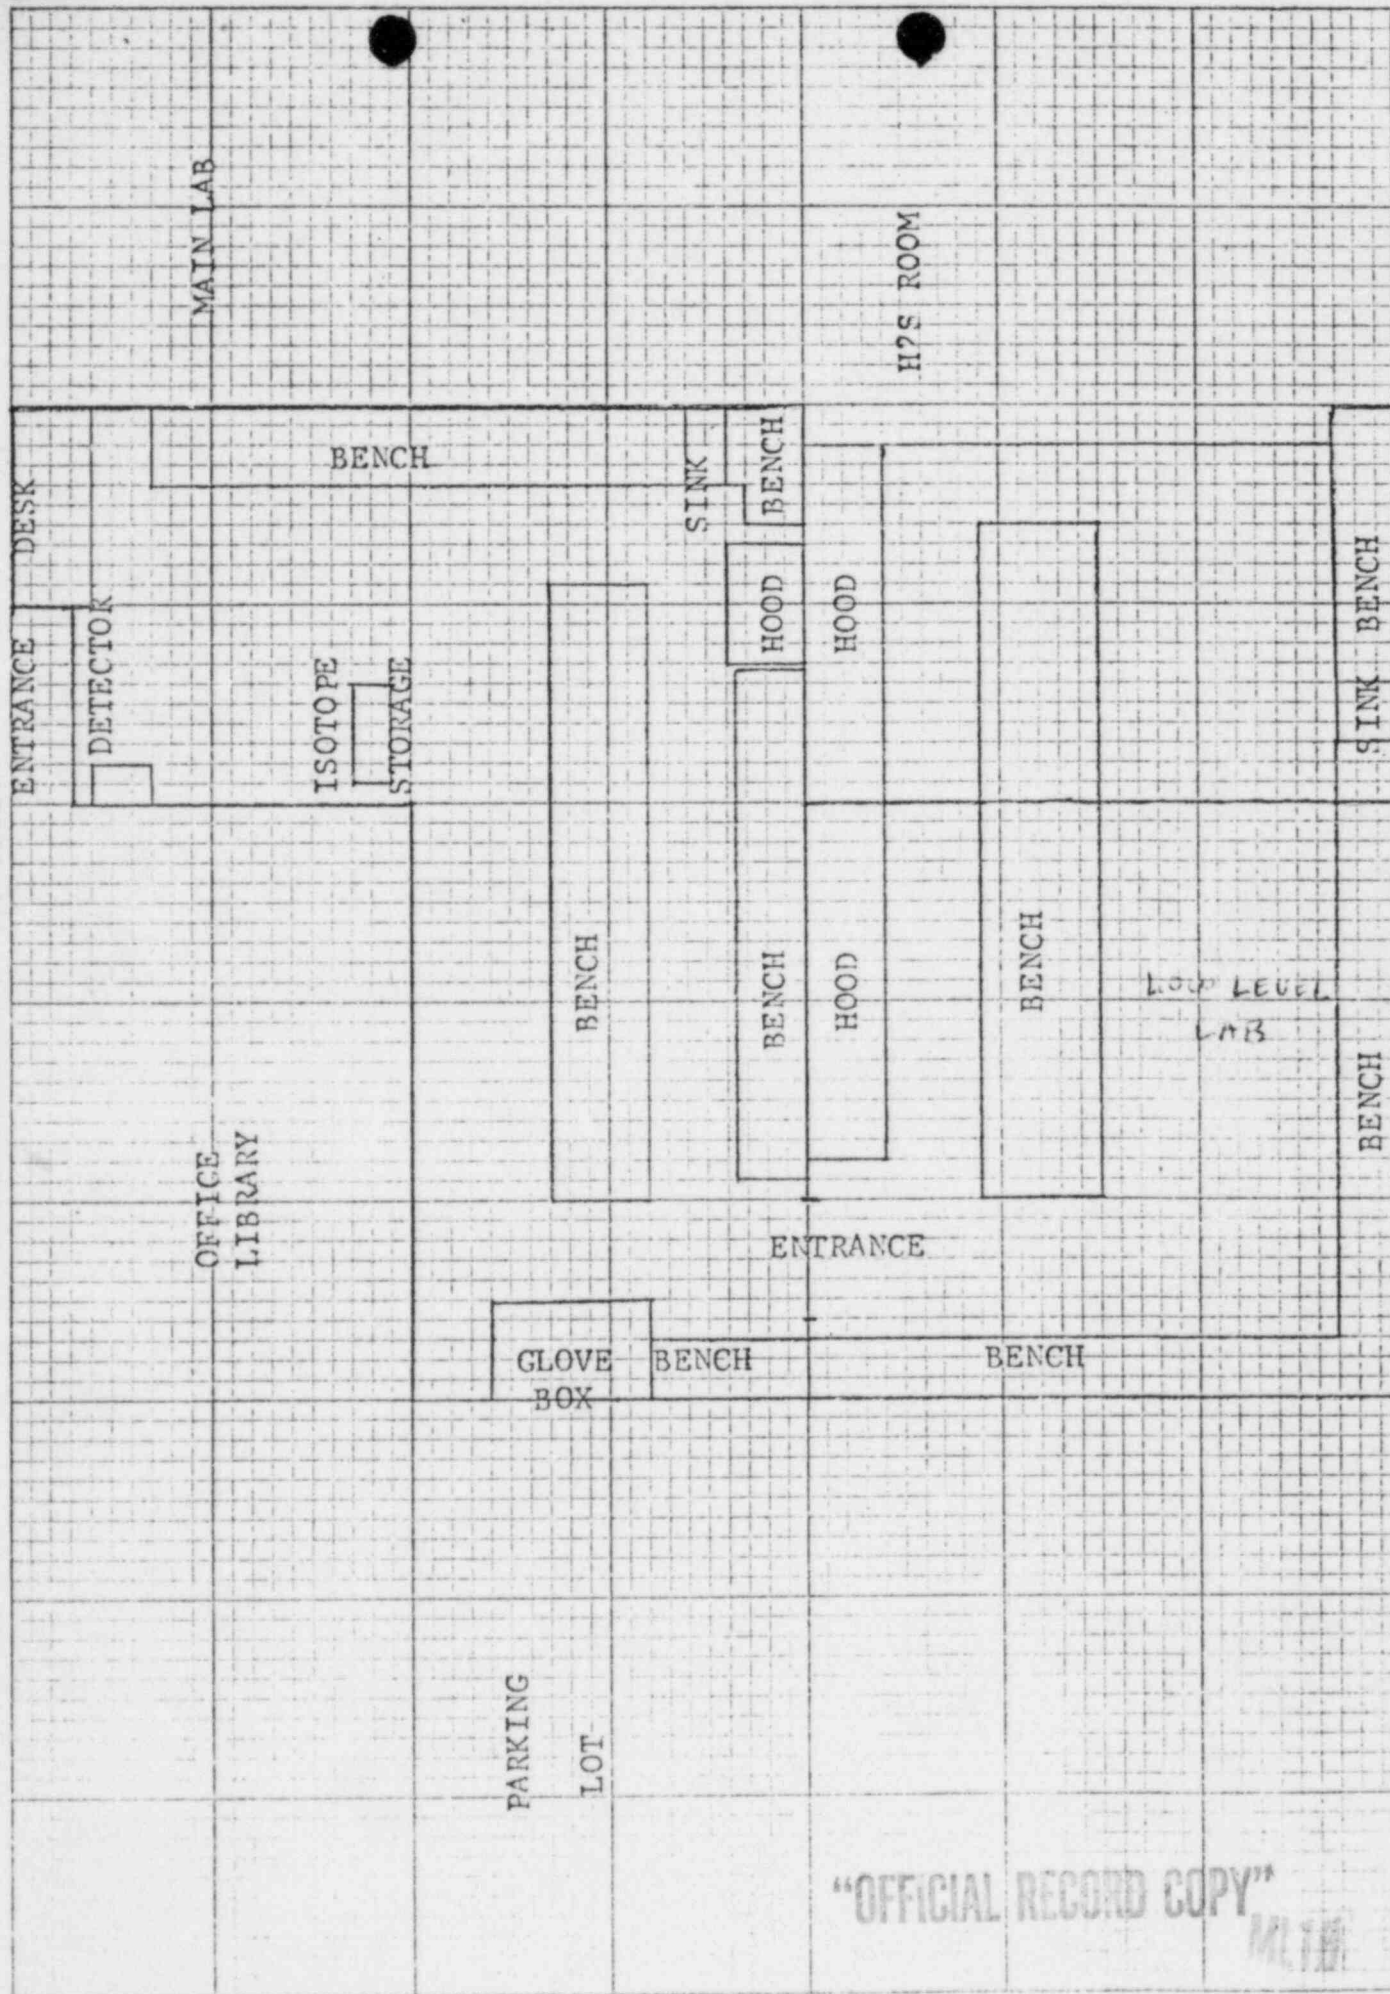 MAIN LAB
H?S ROOM
BENCH
SINK
BENCH
DESK
ENTRANCE
DETECTOR
HOOD
HOOD
BENCH
SINK
ISOTOPE
STORAGE
BENCH
BENCH
HOOD
BENCH
LOW LEVEL
LAB
BENCH
OFFICE
LIBRARY
ENTRANCE
GLOVE
BOX
BENCH
BENCH
PARKING
LOT
"OFFICIAL RECORD COPY"